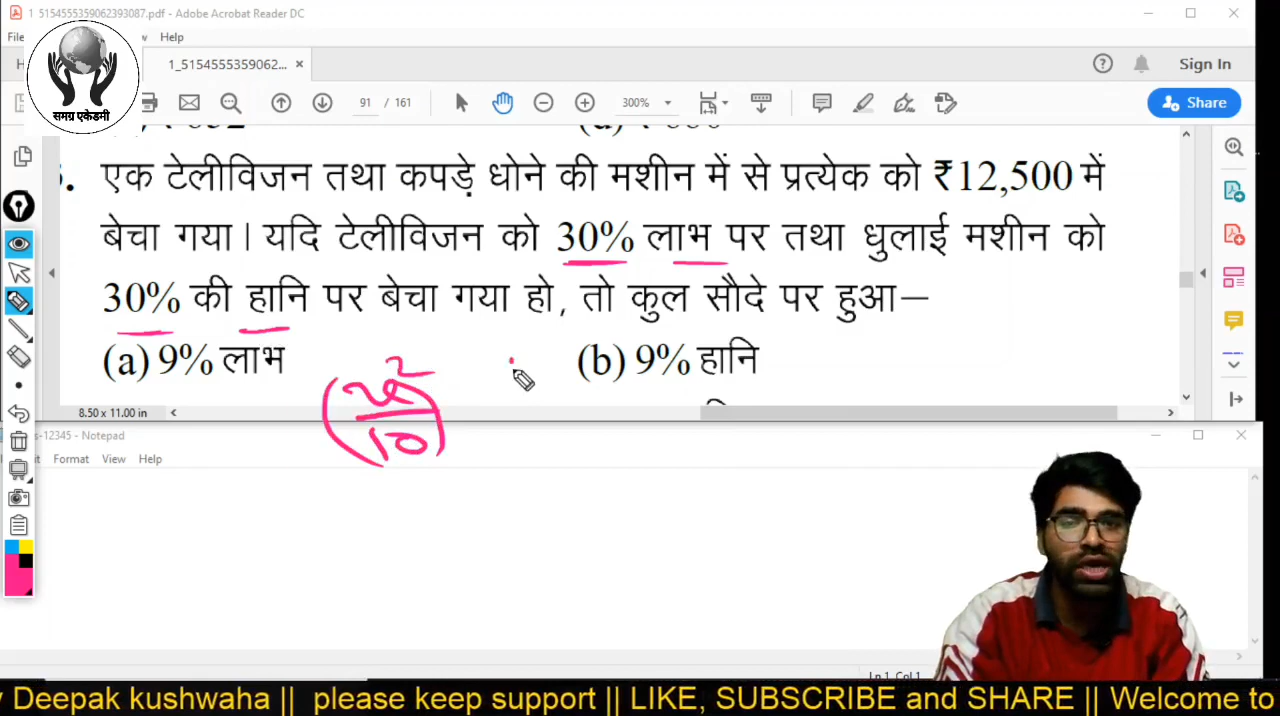 1_5154555359062393087.pdf - Adobe Acrobat Reader DC
Help
1_5154555359062... ×
Sign In
91 / 161
300%
Share
समग्र एकेडमी
एक टेलीविजन तथा कपड़े धोने की मशीन में से प्रत्येक को ₹12,500 में
बेचा गया। यदि टेलीविजन को 30% लाभ पर तथा धुलाई मशीन को
30% की हानि पर बेचा गया हो, तो कुल सौदे पर हुआ—
(a) 9% लाभ (b) 9% हानि
8.50 x 11.00 in
s-12345 - Notepad
Format View Help
Deepak kushwaha || please keep support || LIKE, SUBSCRIBE and SHARE || Welcome to